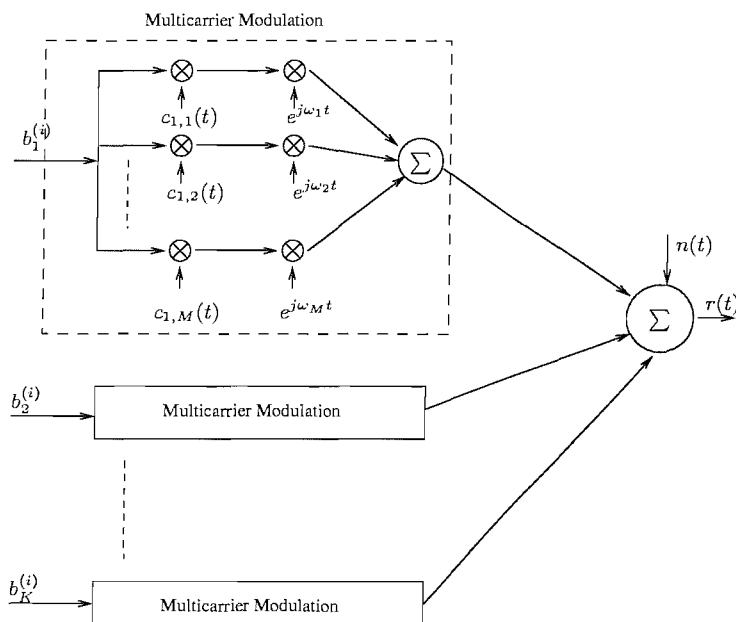 Multicarrier Modulation
b_1^{(i)}
c_{1,1}(t)
e^{jω_1 t}
c_{1,2}(t)
e^{jω_2 t}
c_{1,M}(t)
e^{jω_M t}
Σ
n(t)
r(t)
Σ
b_2^{(i)}
Multicarrier Modulation
b_K^{(i)}
Multicarrier Modulation